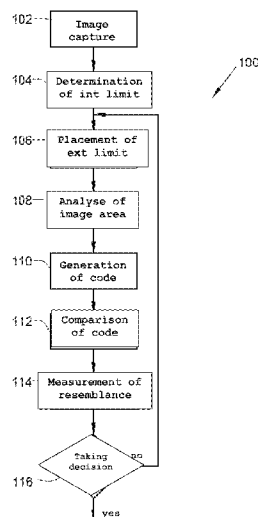 102
Image
capture
100
104
Determination
of int limit
106
Placement of
ext limit
108
Analyse of
image area
110
Generation
of code
112
Comparison
of code
114
Measurement of
resemblance
Taking
decision
no
116
yes